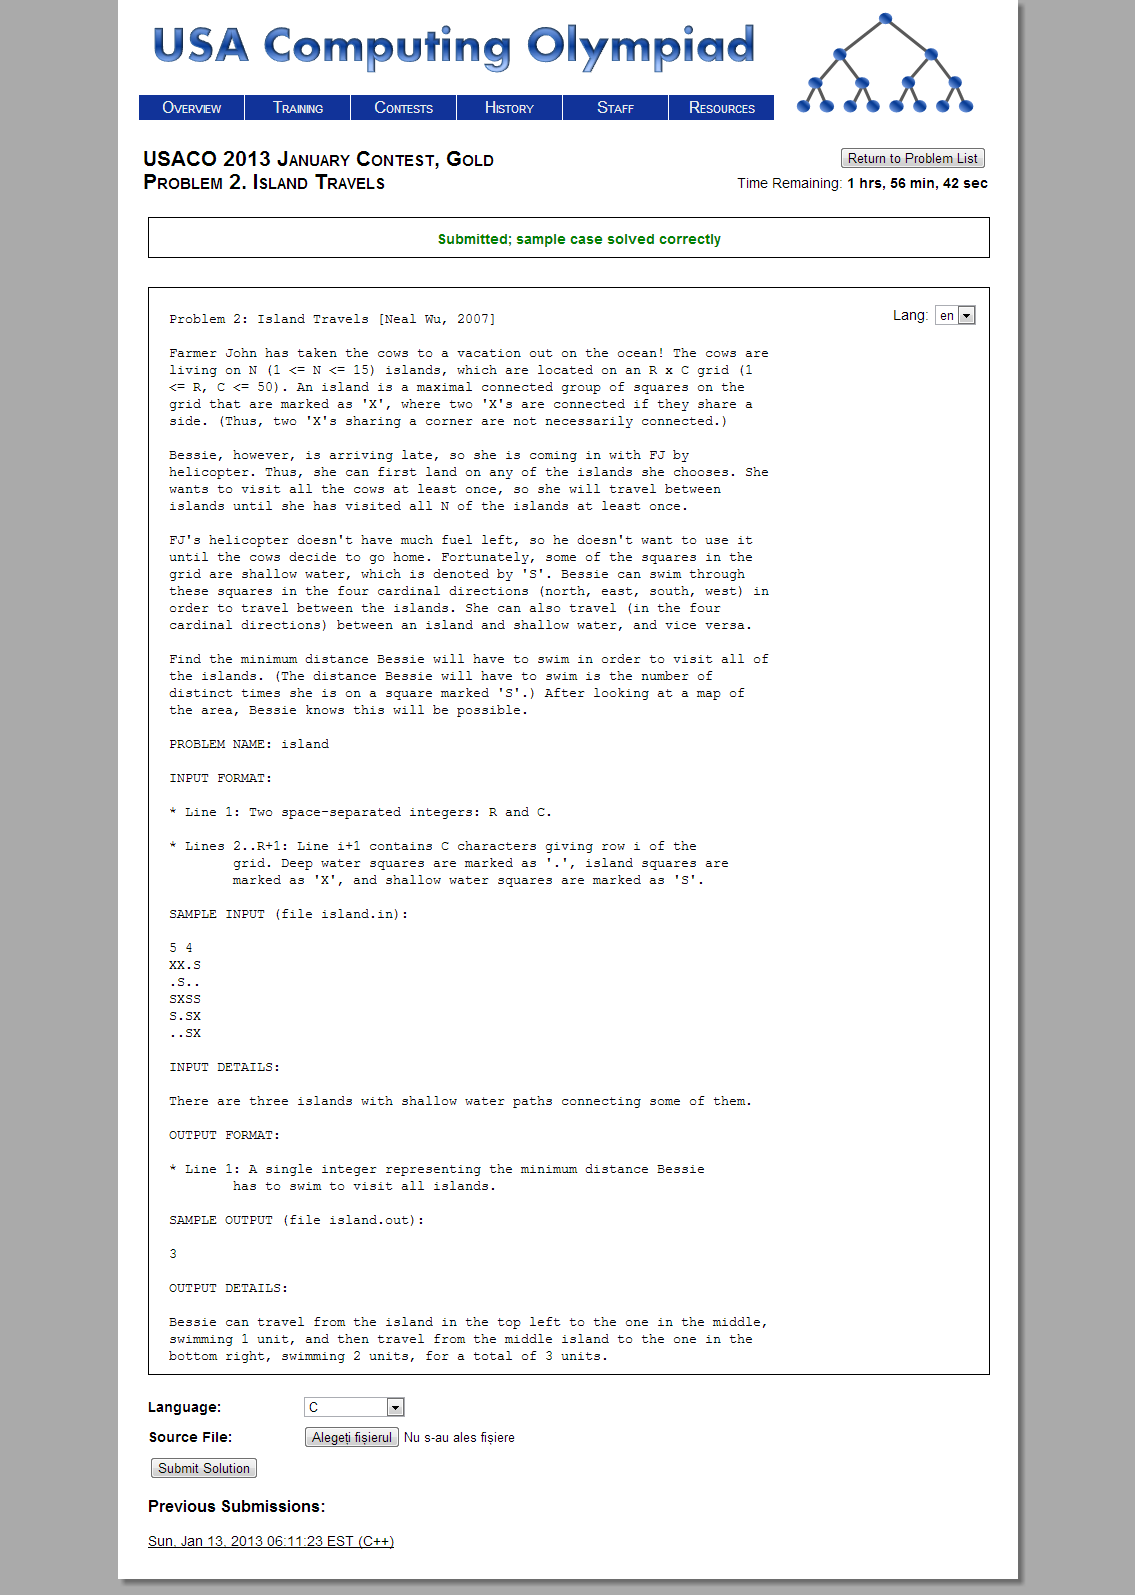 USA Computing Olympiad
Overview Training Contests History Staff Resources
USACO 2013 January Contest, Gold
Problem 2. Island Travels
Return to Problem List
Time Remaining: 1 hrs, 56 min, 42 sec
Submitted; sample case solved correctly
Lang: en
Problem 2: Island Travels [Neal Wu, 2007]
Farmer John has taken the cows to a vacation out on the ocean! The cows are
living on N (1 <= N <= 15) islands, which are located on an R x C grid (1
<= R, C <= 50). An island is a maximal connected group of squares on the
grid that are marked as 'X', where two 'X's are connected if they share a
side. (Thus, two 'X's sharing a corner are not necessarily connected.)
Bessie, however, is arriving late, so she is coming in with FJ by
helicopter. Thus, she can first land on any of the islands she chooses. She
wants to visit all the cows at least once, so she will travel between
islands until she has visited all N of the islands at least once.
FJ's helicopter doesn't have much fuel left, so he doesn't want to use it
until the cows decide to go home. Fortunately, some of the squares in the
grid are shallow water, which is denoted by 'S'. Bessie can swim through
these squares in the four cardinal directions (north, east, south, west) in
order to travel between the islands. She can also travel (in the four
cardinal directions) between an island and shallow water, and vice versa.
Find the minimum distance Bessie will have to swim in order to visit all of
the islands. (The distance Bessie will have to swim is the number of
distinct times she is on a square marked 'S'.) After looking at a map of
the area, Bessie knows this will be possible.
PROBLEM NAME: island
INPUT FORMAT:
* Line 1: Two space-separated integers: R and C.
* Lines 2..R+1: Line i+1 contains C characters giving row i of the
grid. Deep water squares are marked as '.', island squares are
marked as 'X', and shallow water squares are marked as 'S'.
SAMPLE INPUT (file island.in):
5 4
XX.S
.S..
SXSS
S.SX
..SX
INPUT DETAILS:
There are three islands with shallow water paths connecting some of them.
OUTPUT FORMAT:
* Line 1: A single integer representing the minimum distance Bessie
has to swim to visit all islands.
SAMPLE OUTPUT (file island.out):
3
OUTPUT DETAILS:
Bessie can travel from the island in the top left to the one in the middle,
swimming 1 unit, and then travel from the middle island to the one in the
bottom right, swimming 2 units, for a total of 3 units.
Language: C
Source File: Alegeți fișierul Nu s-au ales fișiere
Submit Solution
Previous Submissions:
Sun, Jan 13, 2013 06:11:23 EST (C++)